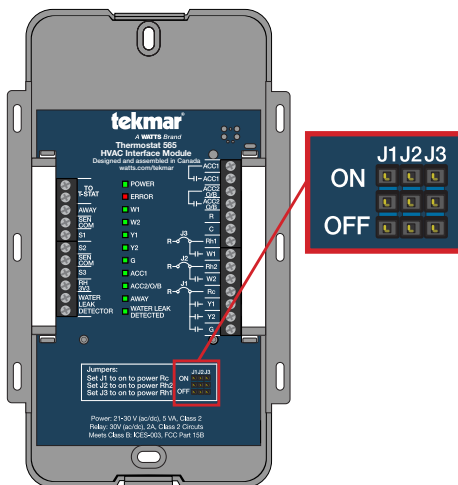 tekmar
A WATTS Brand
Thermostat 565
HVAC Interface Module
Designed and assembled in Canada
watts.com/tekmar
TO
T-STAT
AWAY
SEN
COM
S1
S2
SEN
COM
S3
RH
3V3
WATER
LEAK
DETECTOR
POWER
ERROR
W1
W2
Y1
Y2
G
ACC1
ACC2/O/B
AWAY
WATER LEAK
DETECTED
ACC1
ACC1
ACC2
O/B
ACC2
O/B
R
C
J3
R
Rh1
W1
J2
R
Rh2
W2
J1
R
Rc
Y1
Y2
G
Jumpers:
Set J1 to on to power Rc
Set J2 to on to power Rh2
Set J3 to on to power Rh1
J1J2J3
ON
OFF
Power: 21-30 V (ac/dc), 5 VA, Class 2
Relay: 30V (ac/dc), 2A, Class 2 Circuts
Meets Class B: ICES-003, FCC Part 15B
J1J2J3
ON
OFF